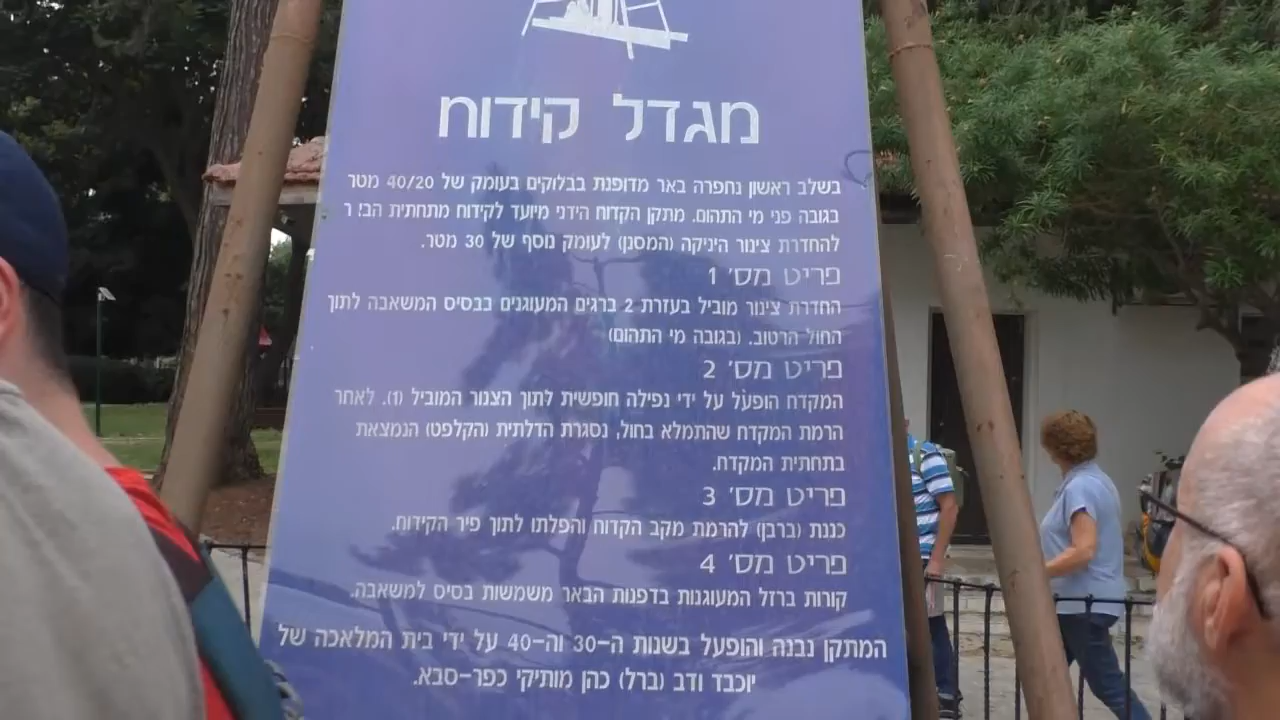 מגדל קידוח
בשלב ראשון נחפרה באר מדופנת בבלוקים בעומק של 40/20 מטר
בגובה פני מי התהום. מתקן הקדוח הידני מיועד לקידוח מתחתית
להחדרת צינור היניקה (המסנן) לעומק נוסף של 30 מטר.
פריט מס' 1
החדרת צינור מוביל בעזרת 2 ברגים המעוגנים בבסיס המשאבה לתוך
החול הרטוב. (בגובה מי התהום)
פריט מס' 2
המקדח הופעל על ידי נפילה חופשית לתוך הצנור המוביל (1). לאחר
הרמת המקדח שהתמלא בחול, נסגרת הדלתית (הקלפט) הנמצאת
בתחתית המקדח.
פריט מס' 3
כננת (ברבן) להרמת מקב הקדוח והפלתו לתוך פיר הקידוח.
פריט מס' 4
קורות ברזל המעוגנות בדפנות הבאר משמשות בסיס למשאבה.
המתקן נבנה והופעל בשנות ה-30 וה-40 על ידי בית המלאכה של
יוכבד ודב (ברל) כהן מותיקי כפר-סבא.